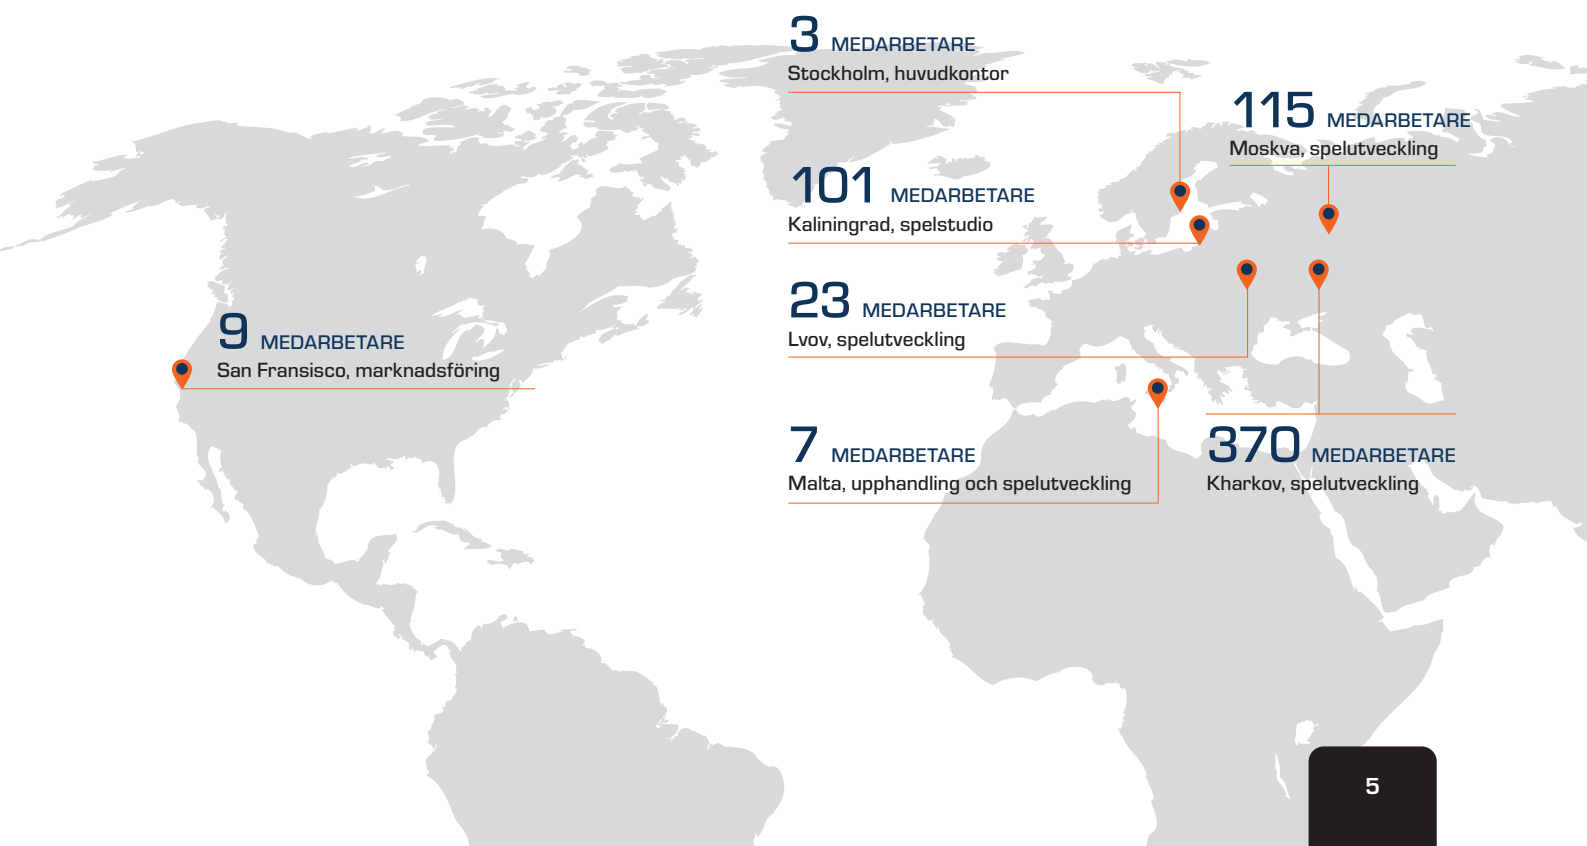 3 MEDARBETARE
Stockholm, huvudkontor
115 MEDARBETARE
Moskva, spelutveckling
101 MEDARBETARE
Kaliningrad, spelstudio
23 MEDARBETARE
Lvov, spelutveckling
9 MEDARBETARE
San Fransisco, marknadsföring
7 MEDARBETARE
Malta, upphandling och spelutveckling
370 MEDARBETARE
Kharkov, spelutveckling
5